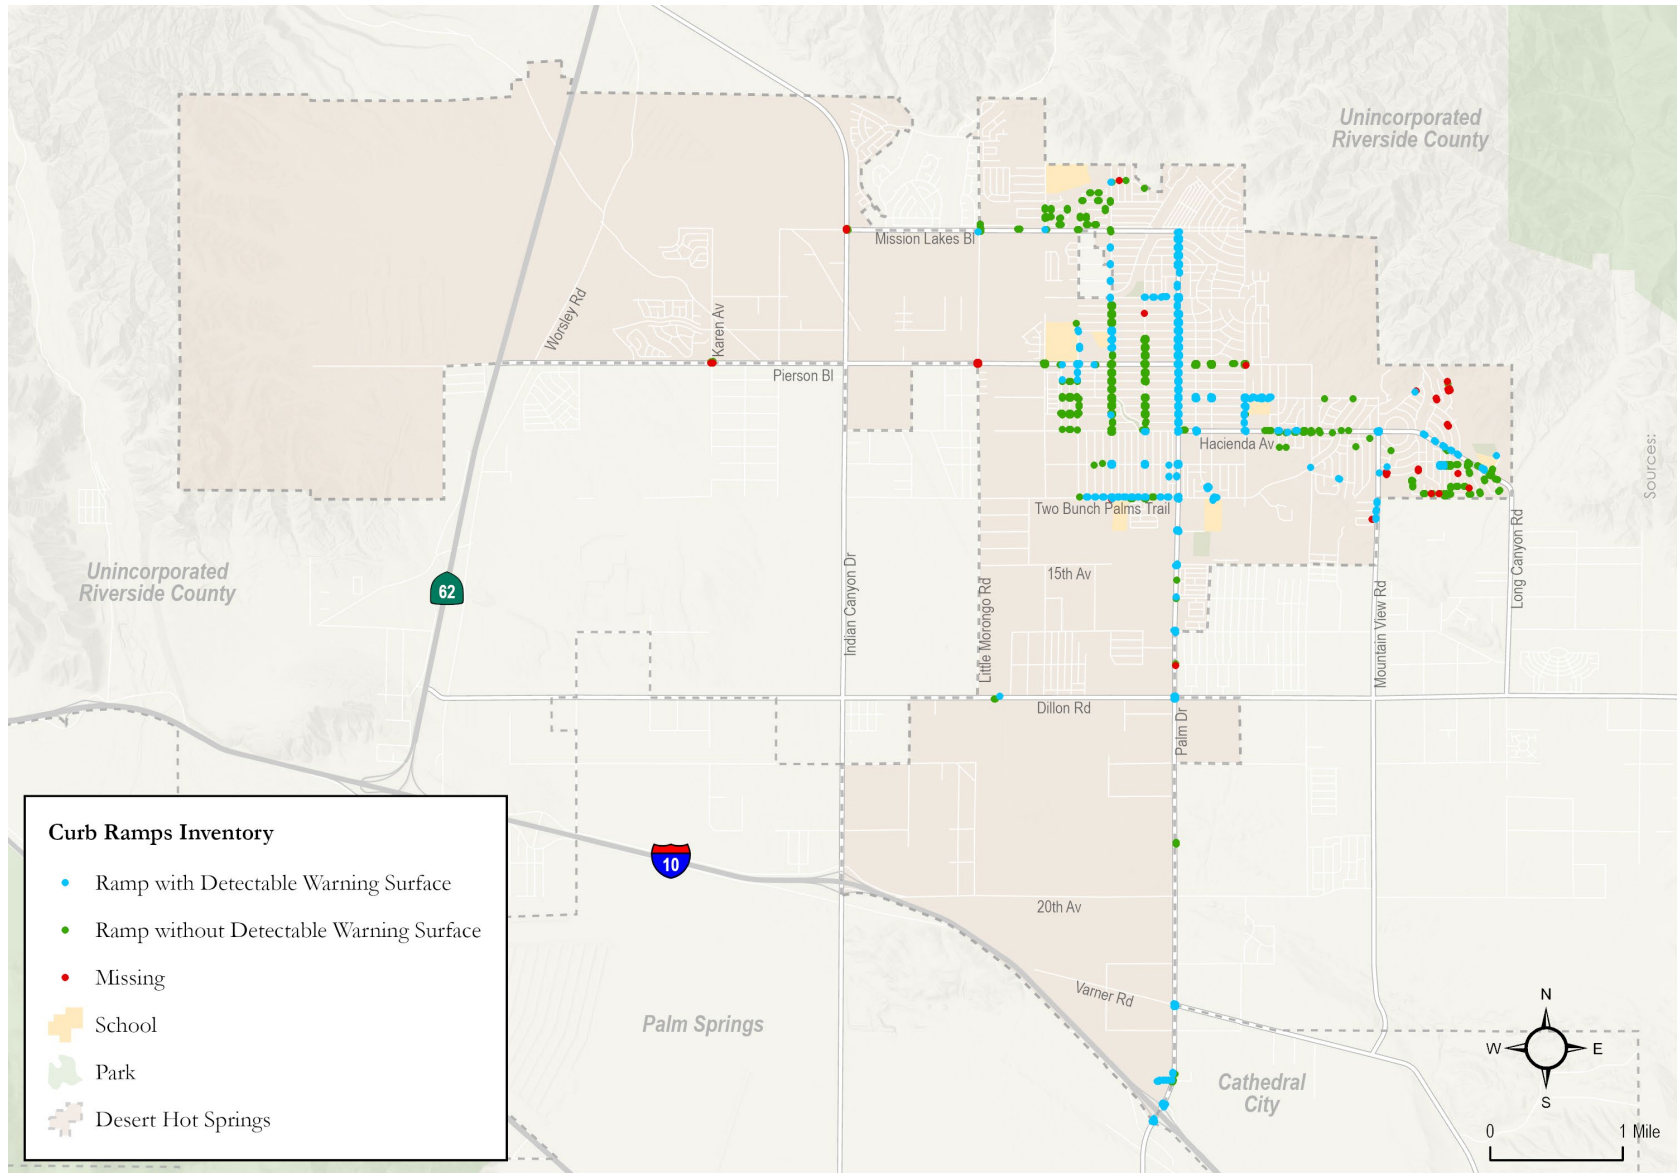 Unincorporated
Riverside County
Mission Lakes Bl
Worsley Rd
Karen Av
Pierson Bl
Hacienda Av
Sources:
Two Bunch Palms Trail
Unincorporated
Riverside County
62
Indian Canyon Dr
Little Morongo Rd
15th Av
Mountain View Rd
Long Canyon Rd
Dillon Rd
Palm Dr
Curb Ramps Inventory
Ramp with Detectable Warning Surface
Ramp without Detectable Warning Surface
Missing
School
Park
Desert Hot Springs
10
20th Av
Varner Rd
Palm Springs
Cathedral
City
N
W E
S
0 1 Mile